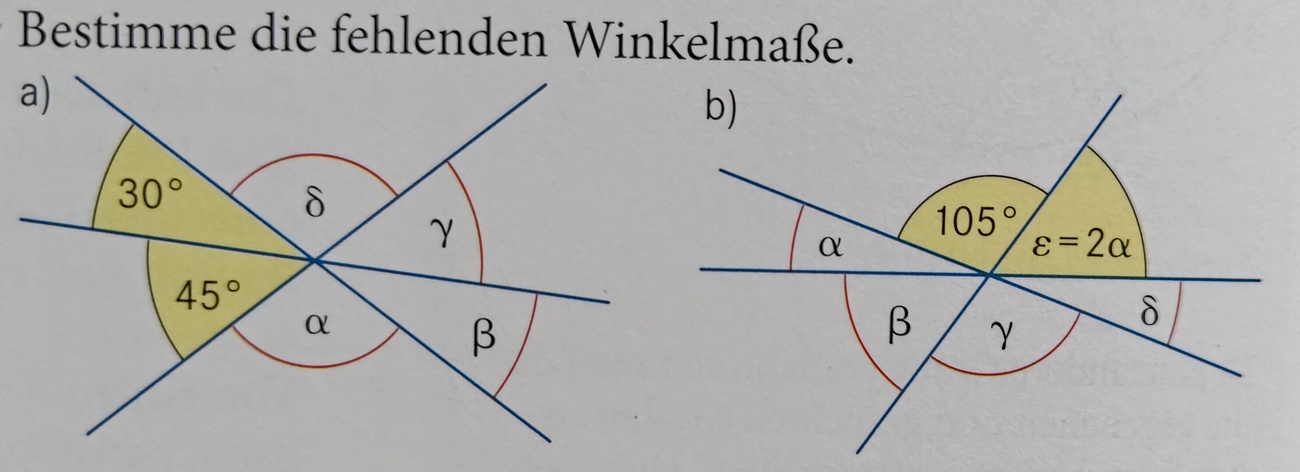 Bestimme die fehlenden Winkelmaße.
a)
30°
δ
γ
45°
α
β
b)
105°
α
ε = 2α
β
γ
δ